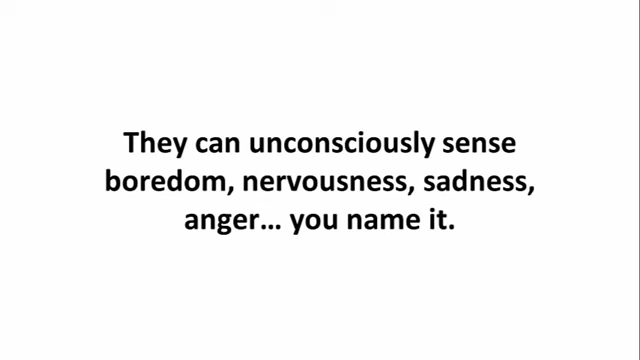 They can unconsciously sense
boredom, nervousness, sadness,
anger… you name it.